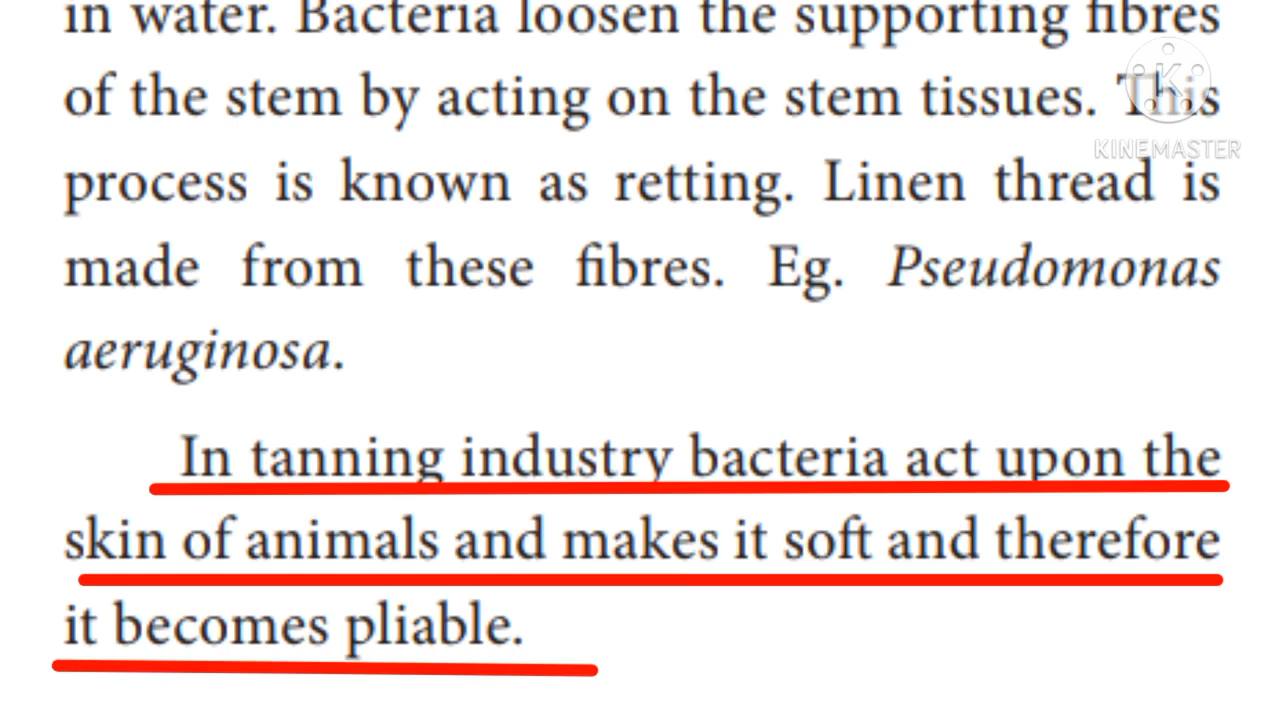 in water. Bacteria loosen the supporting fibres
of the stem by acting on the stem tissues. This
process is known as retting. Linen thread is
made from these fibres. Eg. Pseudomonas
aeruginosa.
In tanning industry bacteria act upon the
skin of animals and makes it soft and therefore
it becomes pliable.
K
KINEMASTER